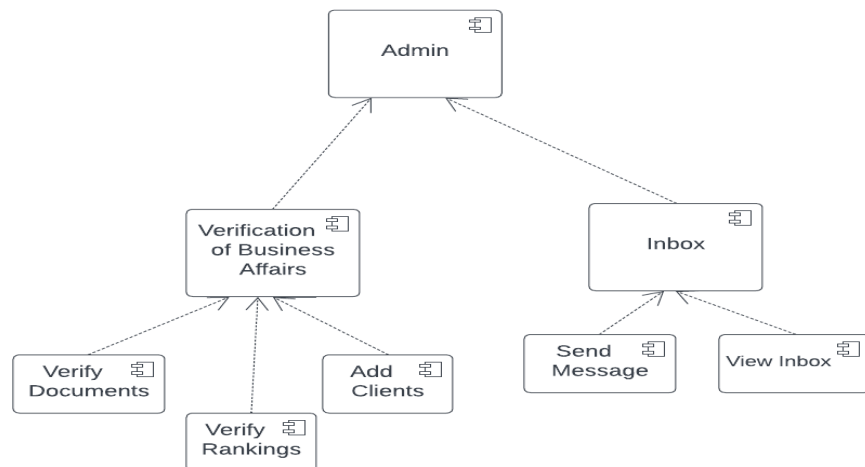 Admin
Verification
of Business
Affairs
Inbox
Verify
Documents
Verify
Rankings
Add
Clients
Send
Message
View Inbox